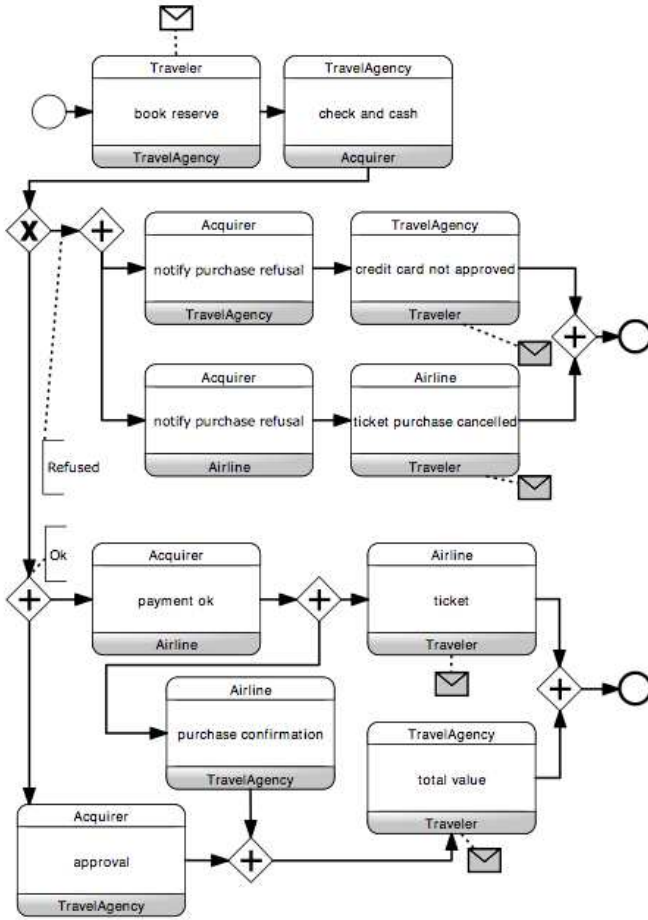 Traveler
book reserve
TravelAgency
TravelAgency
check and cash
Acquirer
X
Acquirer
notify purchase refusal
TravelAgency
TravelAgency
credit card not approved
Traveler
Acquirer
notify purchase refusal
Airline
Airline
ticket purchase cancelled
Traveler
Refused
Ok
Acquirer
payment ok
Airline
Airline
ticket
Traveler
Airline
purchase confirmation
TravelAgency
TravelAgency
total value
Traveler
Acquirer
approval
TravelAgency